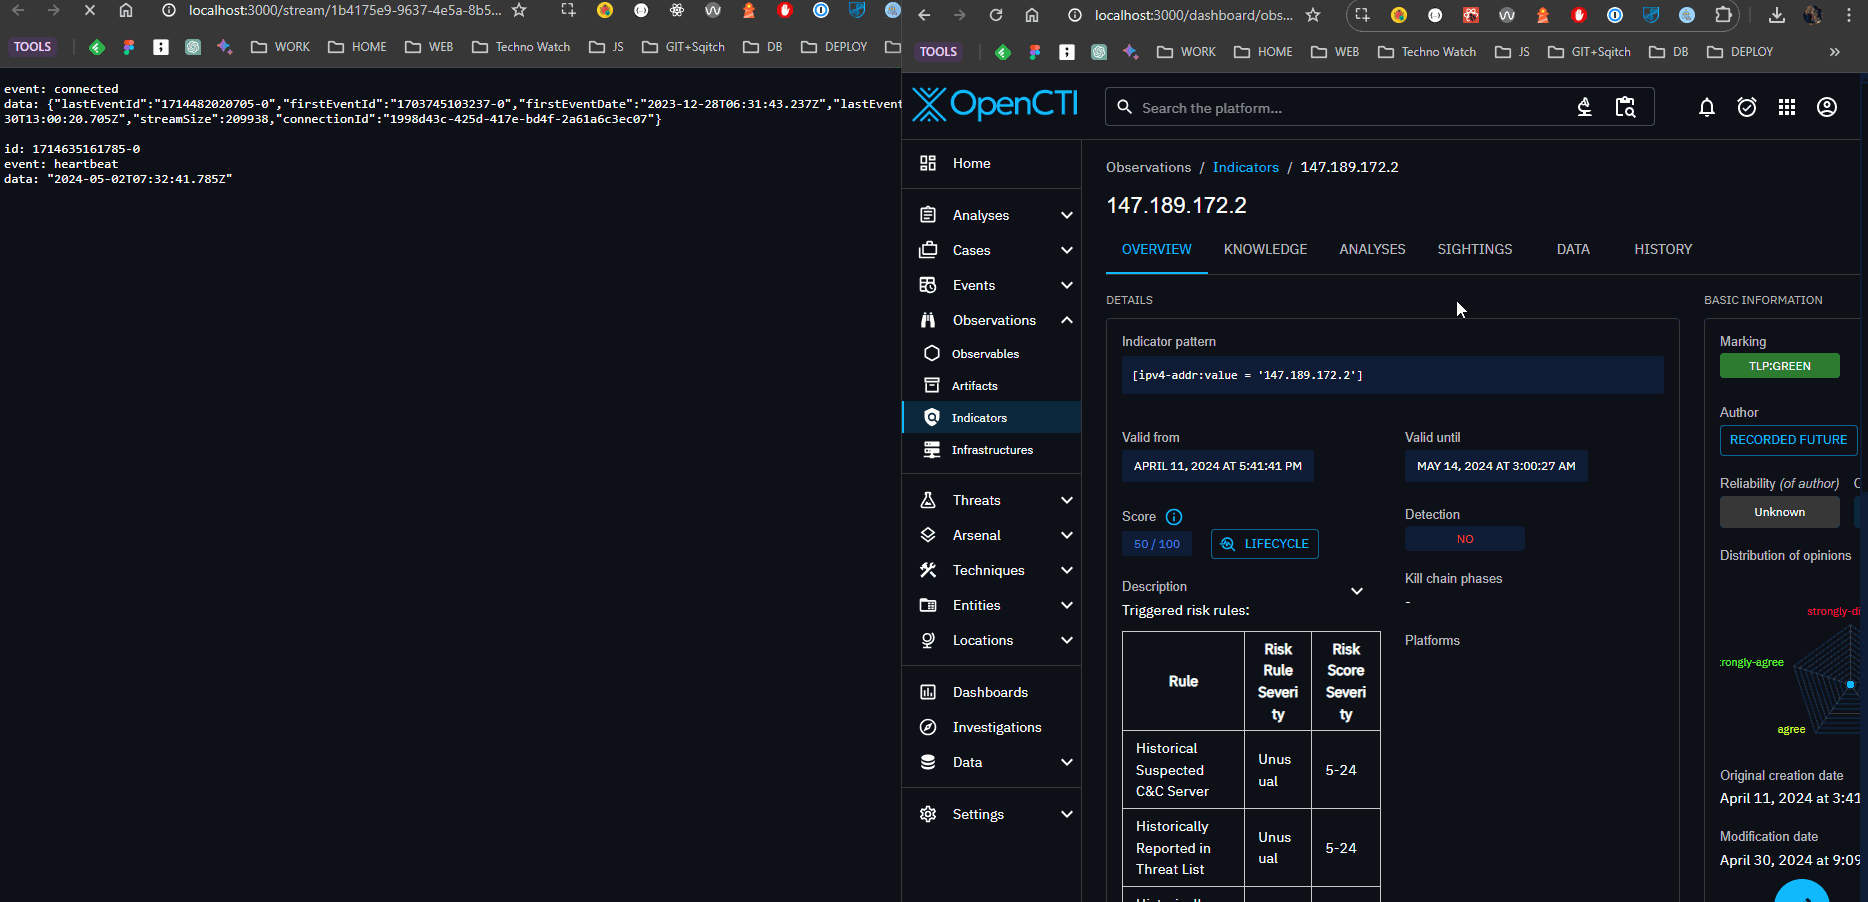 localhost:3000/stream/1b4175e9-9637-4e5a-8b5...
TOOLS
WORK
HOME
WEB
Techno Watch
JS
GIT+Sqitch
DB
DEPLOY
event: connected
data: {"lastEventId":"1714482020705-0","firstEventId":"1703745103237-0","firstEventDate":"2023-12-28T06:31:43.237Z","lastEvent
30T13:00:20.705Z","streamSize":209938,"connectionId":"1998d43c-425d-417e-bd4f-2a61a6c3ec07"}
id: 1714635161785-0
event: heartbeat
data: "2024-05-02T07:32:41.785Z"
localhost:3000/dashboard/obs...
TOOLS
WORK
HOME
WEB
Techno Watch
JS
GIT+Sqitch
DB
DEPLOY
»
OpenCTI
Search the platform...
Home
Analyses
Cases
Events
Observations
Observables
Artifacts
Indicators
Infrastructures
Threats
Arsenal
Techniques
Entities
Locations
Dashboards
Investigations
Data
Settings
Observations / Indicators / 147.189.172.2
147.189.172.2
OVERVIEW
KNOWLEDGE
ANALYSES
SIGHTINGS
DATA
HISTORY
DETAILS
Indicator pattern
[ipv4-addr:value = '147.189.172.2']
Valid from
APRIL 11, 2024 AT 5:41:41 PM
Valid until
MAY 14, 2024 AT 3:00:27 AM
Score
50 / 100
LIFECYCLE
Detection
NO
Description
Triggered risk rules:
Kill chain phases
-
Platforms
Rule
Risk
Rule
Severi
ty
Risk
Score
Severi
ty
Historical
Suspected
C&C Server
Unus
ual
5-24
Historically
Reported in
Threat List
Unus
ual
5-24
BASIC INFORMATION
Marking
TLP:GREEN
Author
RECORDED FUTURE
Reliability (of author)
Unknown
Distribution of opinions
strongly-di
rongly-agree
agree
Original creation date
April 11, 2024 at 3:41
Modification date
April 30, 2024 at 9:09